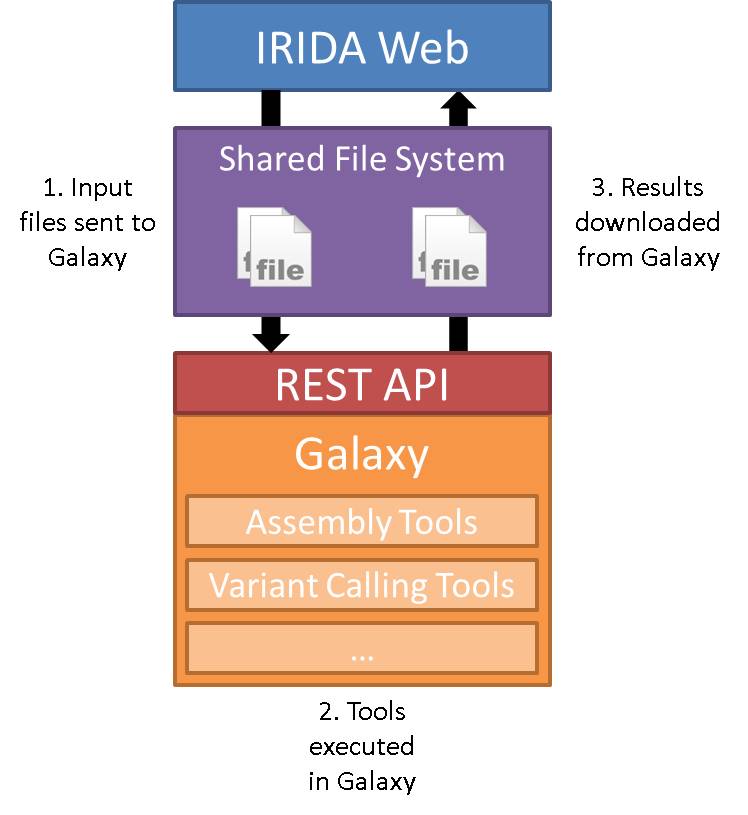 IRIDA Web
Shared File System
1. Input
files sent to
Galaxy
f
file
f
file
3. Results
downloaded
from Galaxy
REST API
Galaxy
Assembly Tools
Variant Calling Tools
...
2. Tools
executed
in Galaxy